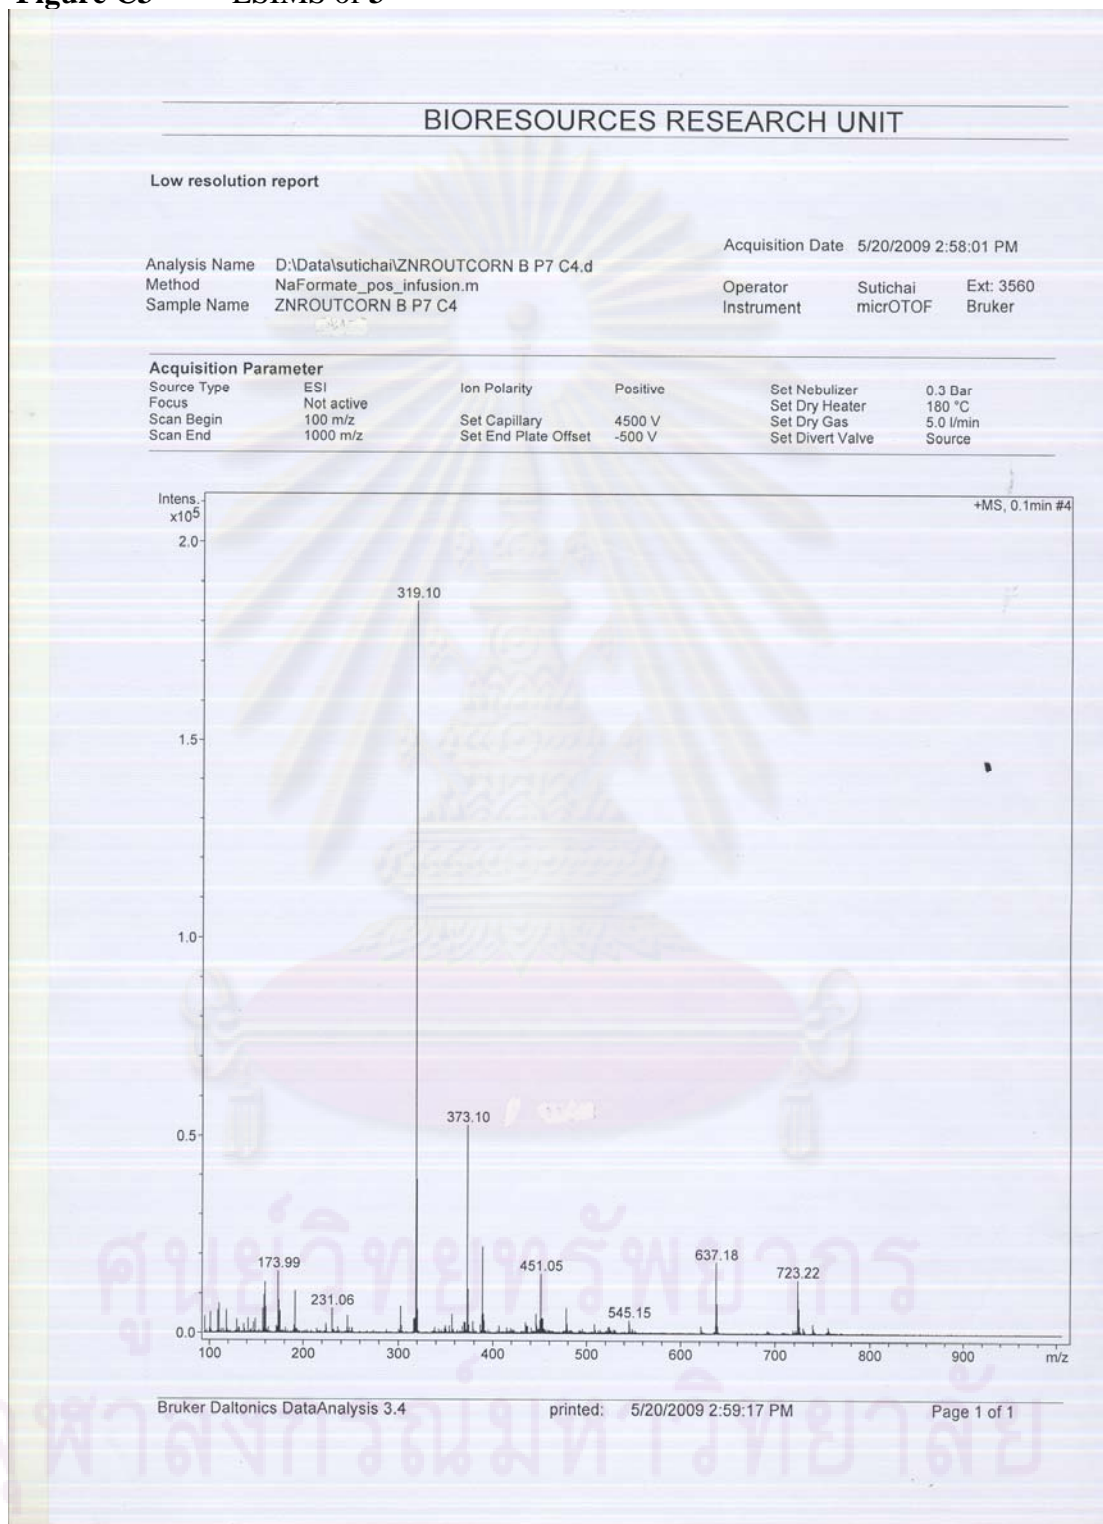 BIORESOURCES RESEARCH UNIT
Low resolution report
Acquisition Date 5/20/2009 2:58:01 PM
Analysis Name D:\Data\sutichai\ZNROUTCORN B P7 C4.d
Method NaFormate_pos_infusion.m Operator Sutichai Ext: 3560
Sample Name ZNROUTCORN B P7 C4 Instrument micrOTOF Bruker
Acquisition Parameter
Source Type ESI Ion Polarity Positive Set Nebulizer 0.3 Bar
Focus Not active Set Dry Heater 180 °C
Scan Begin 100 m/z Set Capillary 4500 V Set Dry Gas 5.0 l/min
Scan End 1000 m/z Set End Plate Offset -500 V Set Divert Valve Source
Intens.
x105
+MS, 0.1min #4
2.0
319.10
1.5
1.0
373.10
0.5
173.99
231.06
451.05
545.15
637.18
723.22
0.0
100 200 300 400 500 600 700 800 900 m/z
Bruker Daltonics DataAnalysis 3.4 printed: 5/20/2009 2:59:17 PM Page 1 of 1
ศูนย์วิทยทรัพยากร
จุฬาลงกรณ์มหาวิทยาลัย